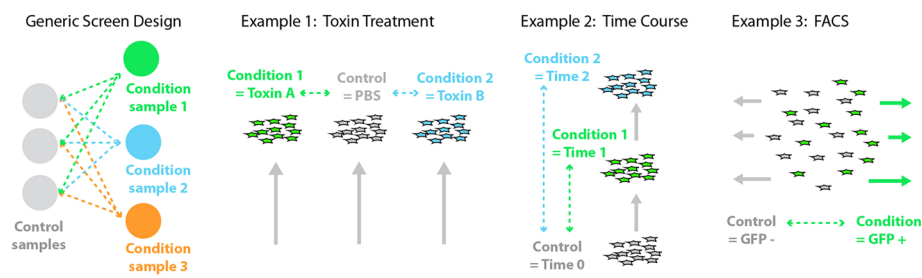 Generic Screen Design
Condition
sample 1
Condition
sample 2
Control
samples
Condition
sample 3
Example 1:  Toxin Treatment
Condition 1
= Toxin A
Control
= PBS
Condition 2
= Toxin B
Example 2:  Time Course
Condition 2
= Time 2
Condition 1
= Time 1
Control
= Time 0
Example 3:  FACS
Control
= GFP -
Condition
= GFP +